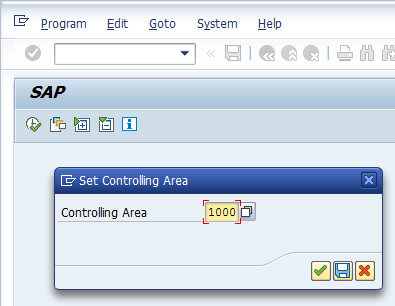 Program Edit Goto System Help
SAP
Set Controlling Area
Controlling Area 1000